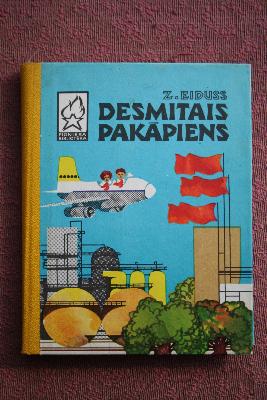 Z. EIDUSS
DESMITAIS
PAKĀPIENS
PIONIERA
BIBLIOTĒKA